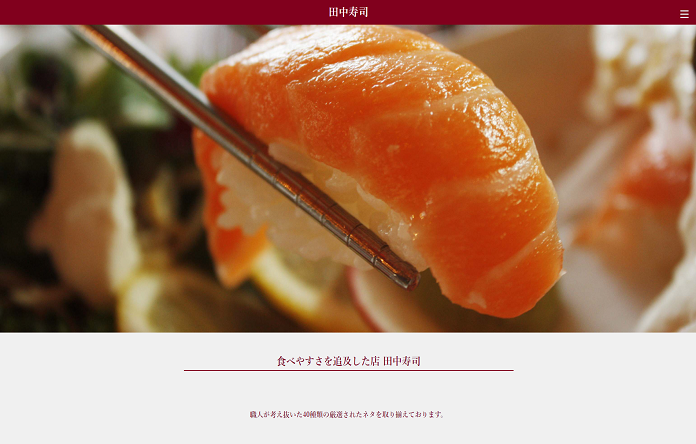 田中寿司
食べやすさを追及した店 田中寿司
職人が考え抜いた40種類の厳選されたネタを取り揃えております。